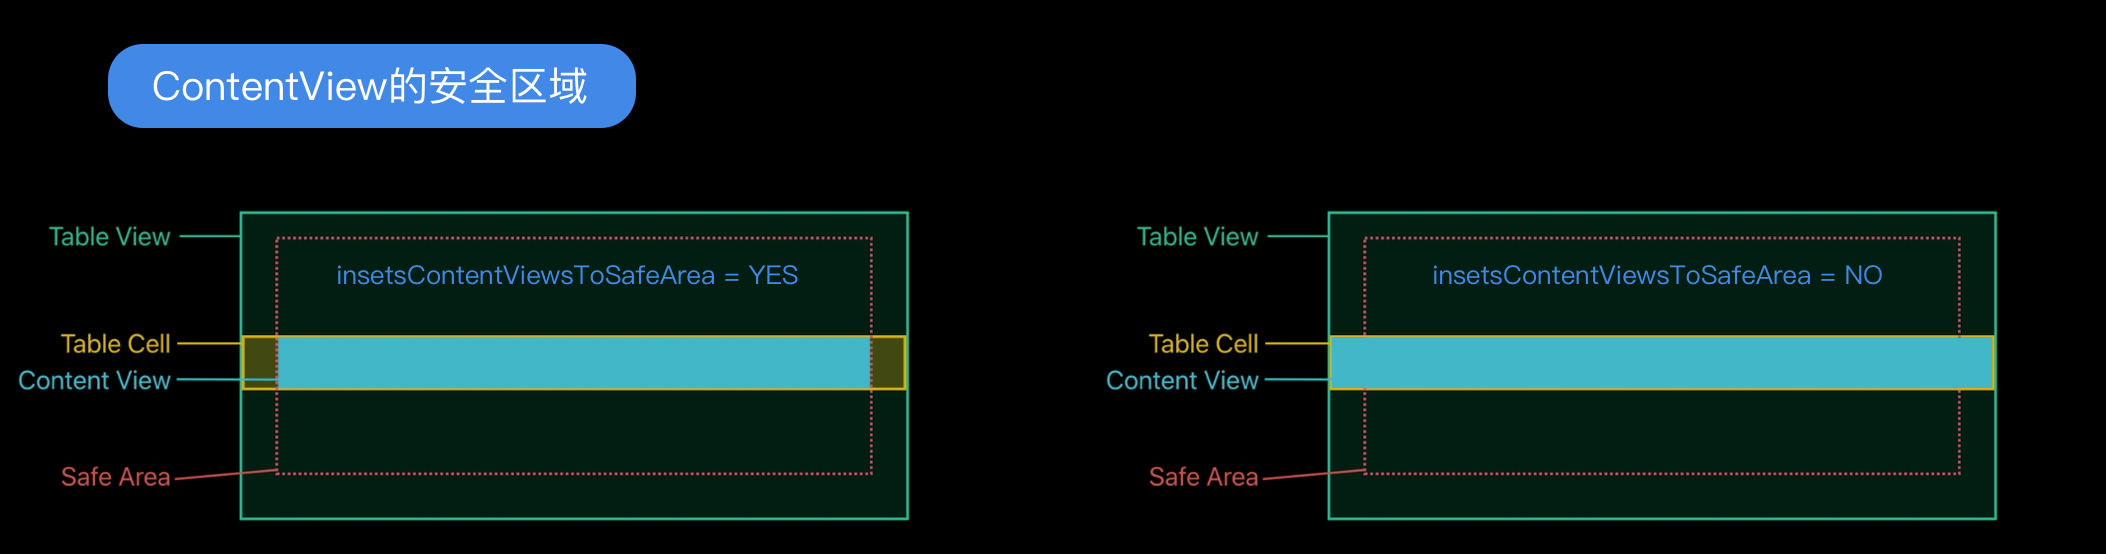 ContentView的安全区域
Table View
insetsContentViewsToSafeArea = YES
Table Cell
Content View
Safe Area
Table View
insetsContentViewsToSafeArea = NO
Table Cell
Content View
Safe Area